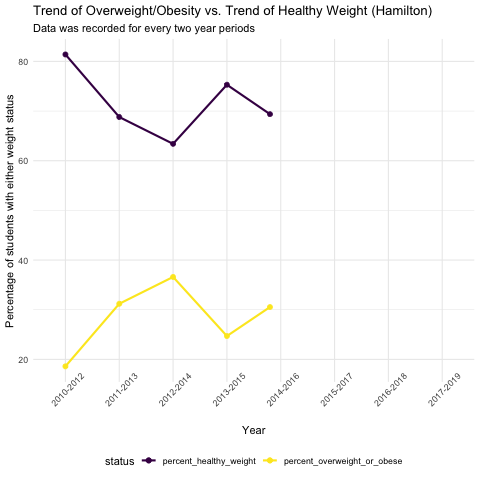 Trend of Overweight/Obesity vs. Trend of Healthy Weight (Hamilton)
Data was recorded for every two year periods
Percentage of students with either weight status
80
60
40
20
2010-2012
2011-2013
2012-2014
2013-2015
2014-2016
2015-2017
2016-2018
2017-2019
Year
status
percent_healthy_weight
percent_overweight_or_obese